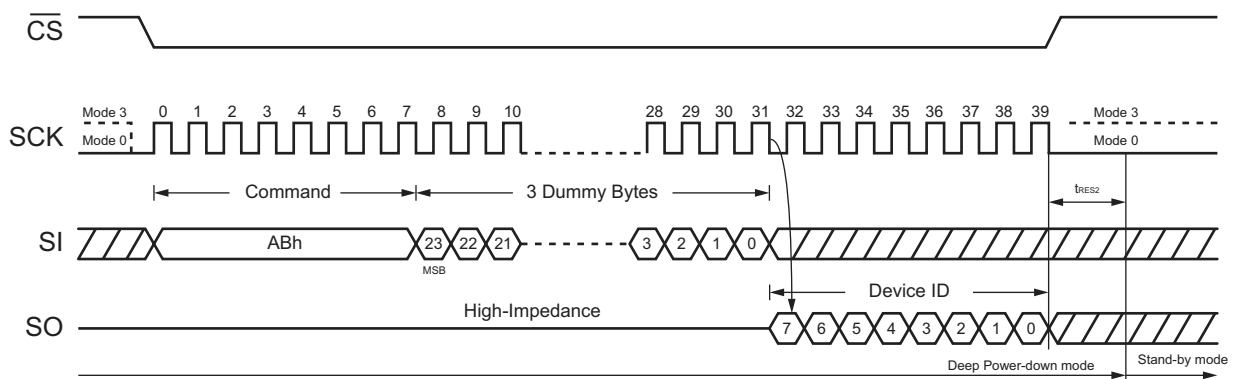 CS
Mode 3 0 1 2 3 4 5 6 7 8 9 10 28 29 30 31 32 33 34 35 36 37 38 39 Mode 3
SCK
Mode 0 Mode 0
Command 3 Dummy Bytes tRES2
SI ABh 23 22 21 3 2 1 0
MSB
Device ID
High-Impedance
SO 7 6 5 4 3 2 1 0
Deep Power-down mode Stand-by mode